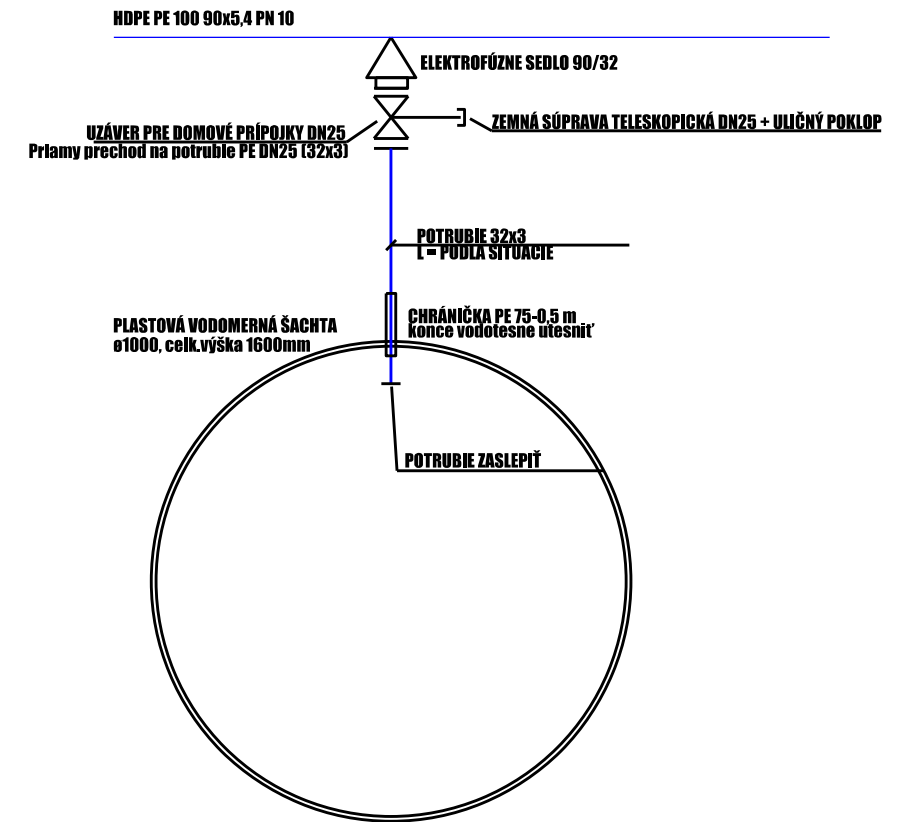 HDPE PE 100 90x5,4 PN 10
ELEKTROFÚZNE SEDLO 90/32
UZÁVER PRE DOMOVÉ PRÍPOJKY DN25
Priamy prechod na potrubie PE DN25 (32x3)
ZEMNÁ SÚPRAVA TELESKOPICKÁ DN25 + ULIČNÝ POKLOP
POTRUBIE 32x3
L = PODĽA SITUÁCIE
PLASTOVÁ VODOMERNÁ ŠACHTA
ø1000, celk.výška 1600mm
CHRÁNIČKA PE 75-0,5 m
konce vodotesne utesniť
POTRUBIE ZASLEPIŤ